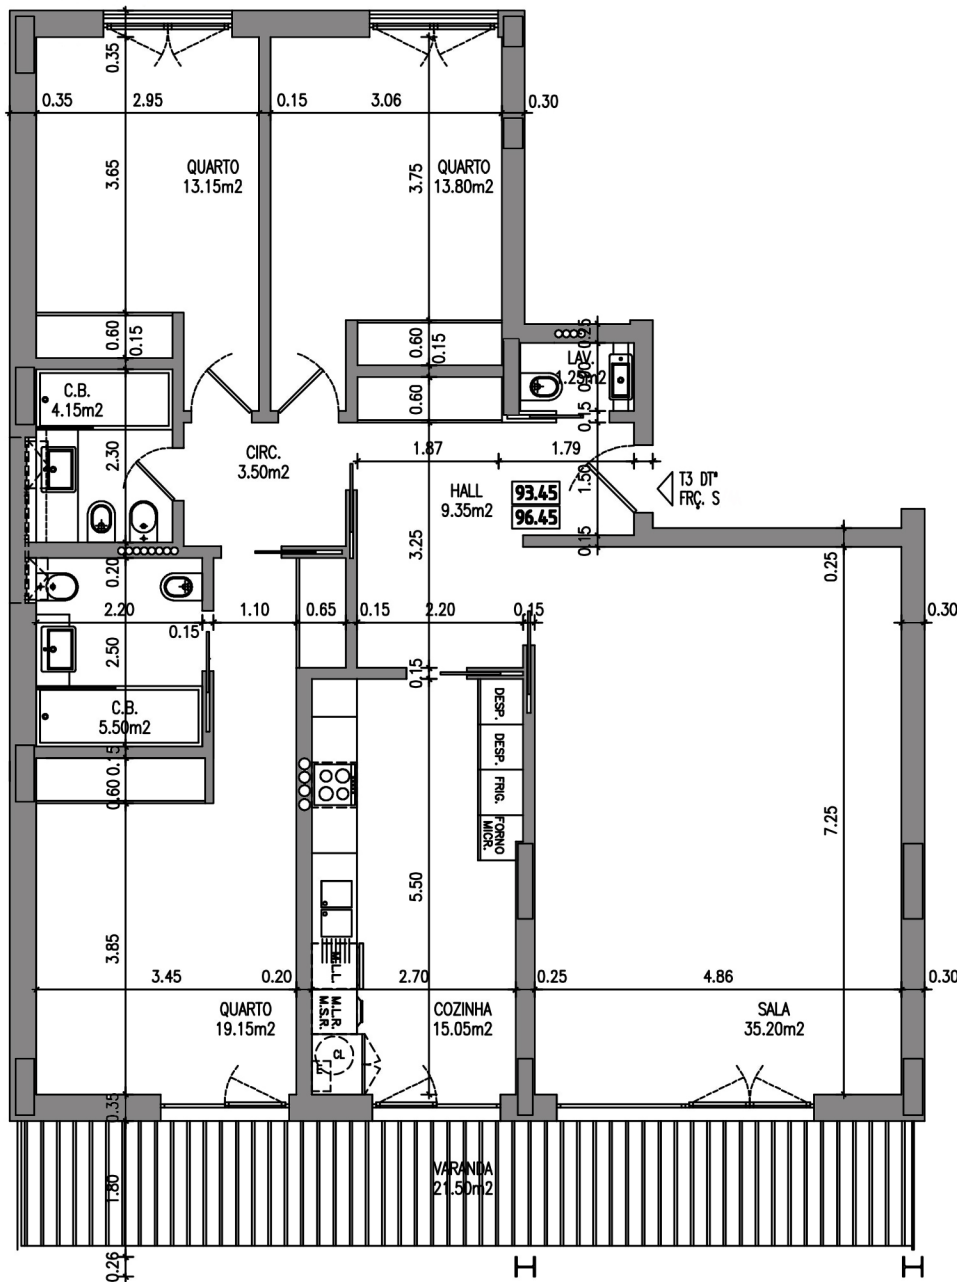 0.35
0.35 2.95 0.15 3.06 0.30
3.65
3.75
QUARTO
13.15m2
QUARTO
13.80m2
0.60
0.15
0.60
0.15
0.25
LAV.
1.25m2
0.90
C.B.
4.15m2
0.60
0.15
2.30
CIRC.
3.50m2
1.87 1.79
1.50
HALL
9.35m2
93.45
96.45
T3 DTº
FRÇ. S
3.25
0.15
0.25
0.20
2.20 0.15 1.10 0.65 0.15 2.20 0.15 0.30
2.50
0.15
C.B.
5.50m2
DESP.
DESP.
FRIG.
FORNO
MICR.
0.15
0.60
7.25
5.50
3.85
M.L.L.
3.45 0.20 2.70 0.25 4.86 0.30
M.L.R.
M.S.R.
QUARTO
19.15m2
COZINHA
15.05m2
SALA
35.20m2
CL
E
0.35
VARANDA
21.50m2
1.80
0.26